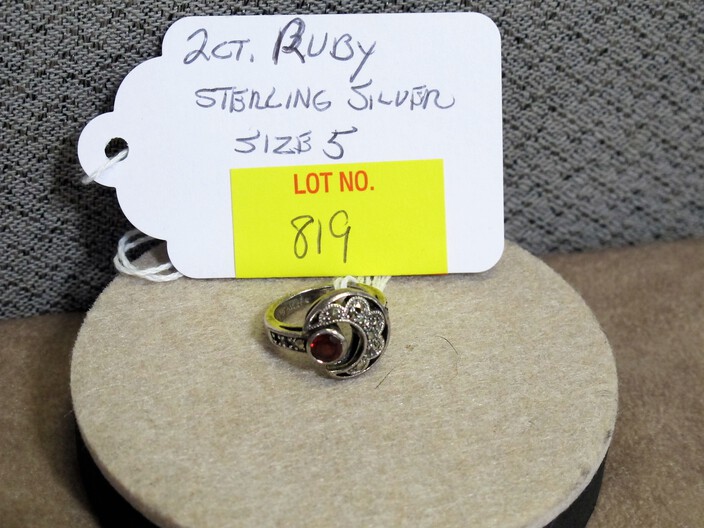 2CT. RUBY
STERLING SILVER
SIZE 5
LOT NO.
819